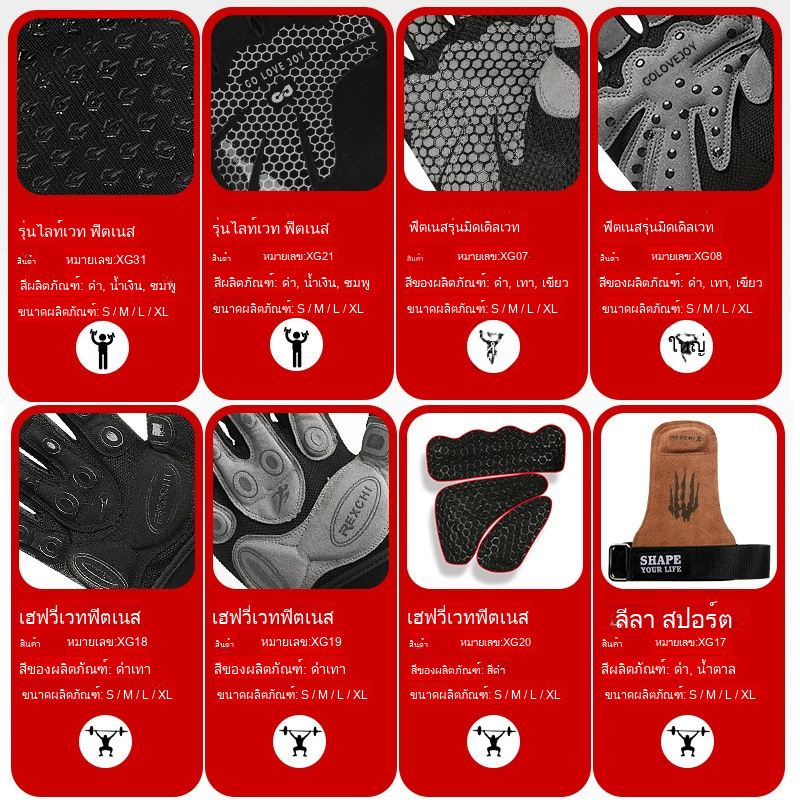 GO LOVE JOY
GOLOVEJOY
รุ่นไลท์เวท ฟิตเนส
สินค้า หมายเลข:XG31
สีผลิตภัณฑ์: ดำ, น้ำเงิน, ชมพู
ขนาดผลิตภัณฑ์: S / M / L / XL
รุ่นไลท์เวท ฟิตเนส
สินค้า หมายเลข:XG21
สีผลิตภัณฑ์: ดำ, น้ำเงิน, ชมพู
ขนาดผลิตภัณฑ์: S / M / L / XL
ฟิตเนสรุ่นมิดเดิลเวท
สินค้า หมายเลข:XG07
สีของผลิตภัณฑ์: ดำ, เทา, เขียว
ขนาดผลิตภัณฑ์: S / M / L / XL
ฟิตเนสรุ่นมิดเดิลเวท
สินค้า หมายเลข:XG08
สีของผลิตภัณฑ์: ดำ, เทา, เขียว
ขนาดผลิตภัณฑ์: S / M / L / XL
ใหญ่
REXCHI
REXCHI
SHAPE
YOUR LIFE
เฮฟวี่เวทฟิตเนส
สินค้า หมายเลข:XG18
สีของผลิตภัณฑ์: ดำเทา
ขนาดผลิตภัณฑ์: S / M / L / XL
เฮฟวี่เวทฟิตเนส
สินค้า หมายเลข:XG19
สีของผลิตภัณฑ์: ดำเทา
ขนาดผลิตภัณฑ์: S / M / L / XL
เฮฟวี่เวทฟิตเนส
สินค้า หมายเลข:XG20
สีของผลิตภัณฑ์: สีดำ
ขนาดผลิตภัณฑ์: S / M / L / XL
ลีลา สปอร์ต
สินค้า หมายเลข:XG17
สีผลิตภัณฑ์: ดำ, น้ำตาล
ขนาดผลิตภัณฑ์: S / M / L / XL